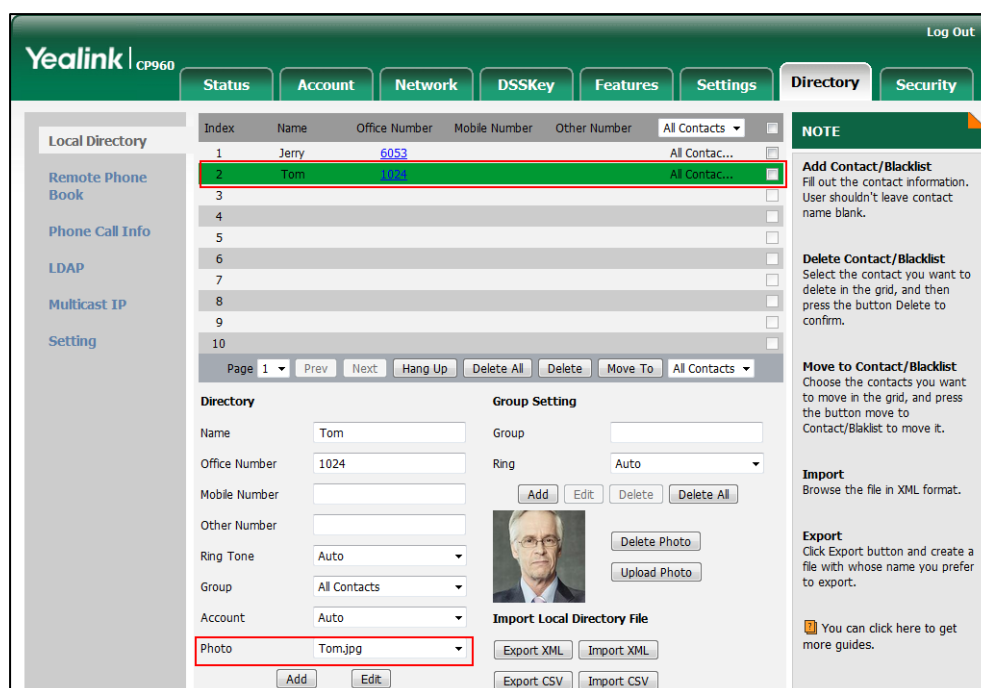 Log Out
Yealink | CP960
Status Account Network DSSKey Features Settings Directory Security
Local Directory
Remote Phone
Book
Phone Call Info
LDAP
Multicast IP
Setting
Index Name Office Number Mobile Number Other Number All Contacts
1 Jerry 6053 All Contac...
2 Tom 1024 All Contac...
3
4
5
6
7
8
9
10
Page 1 Prev Next Hang Up Delete All Delete Move To All Contacts
Directory
Name Tom
Office Number 1024
Mobile Number
Other Number
Ring Tone Auto
Group All Contacts
Account Auto
Photo Tom.jpg
Add Edit
Group Setting
Group
Ring Auto
Add Edit Delete Delete All
Delete Photo
Upload Photo
Import Local Directory File
Export XML Import XML
Export CSV Import CSV
NOTE
Add Contact/Blacklist
Fill out the contact information.
User shouldn't leave contact
name blank.
Delete Contact/Blacklist
Select the contact you want to
delete in the grid, and then
press the button Delete to
confirm.
Move to Contact/Blacklist
Choose the contacts you want
to move in the grid, and press
the button move to
Contact/Blaklist to move it.
Import
Browse the file in XML format.
Export
Click Export button and create a
file with whose name you prefer
to export.
You can click here to get
more guides.